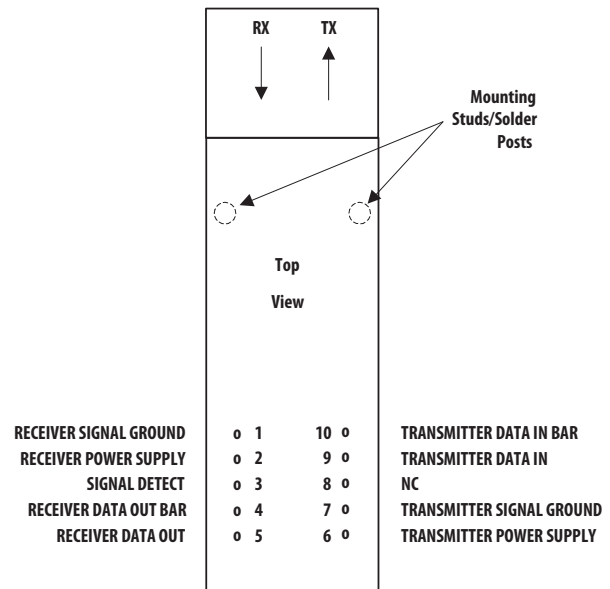 RX TX
Mounting
Studs/Solder
Posts
Top
View
RECEIVER SIGNAL GROUND o 1 10 o TRANSMITTER DATA IN BAR
RECEIVER POWER SUPPLY o 2 9 o TRANSMITTER DATA IN
SIGNAL DETECT o 3 8 o NC
RECEIVER DATA OUT BAR o 4 7 o TRANSMITTER SIGNAL GROUND
RECEIVER DATA OUT o 5 6 o TRANSMITTER POWER SUPPLY